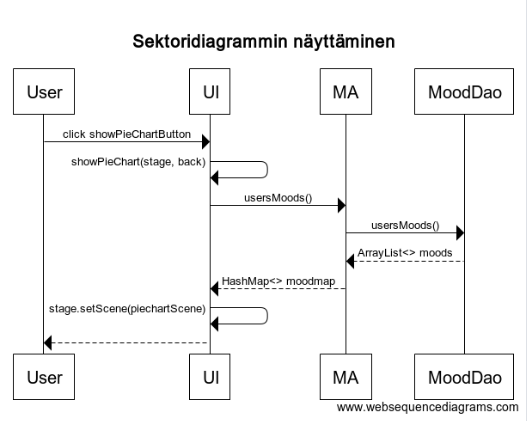 Sektoridiagrammin näyttäminen
User
UI
MA
MoodDao
click showPieChartButton
showPieChart(stage, back)
usersMoods()
usersMoods()
ArrayList<> moods
HashMap<> moodmap
stage.setScene(piechartScene)
User
UI
MA
MoodDao
www.websequencediagrams.com